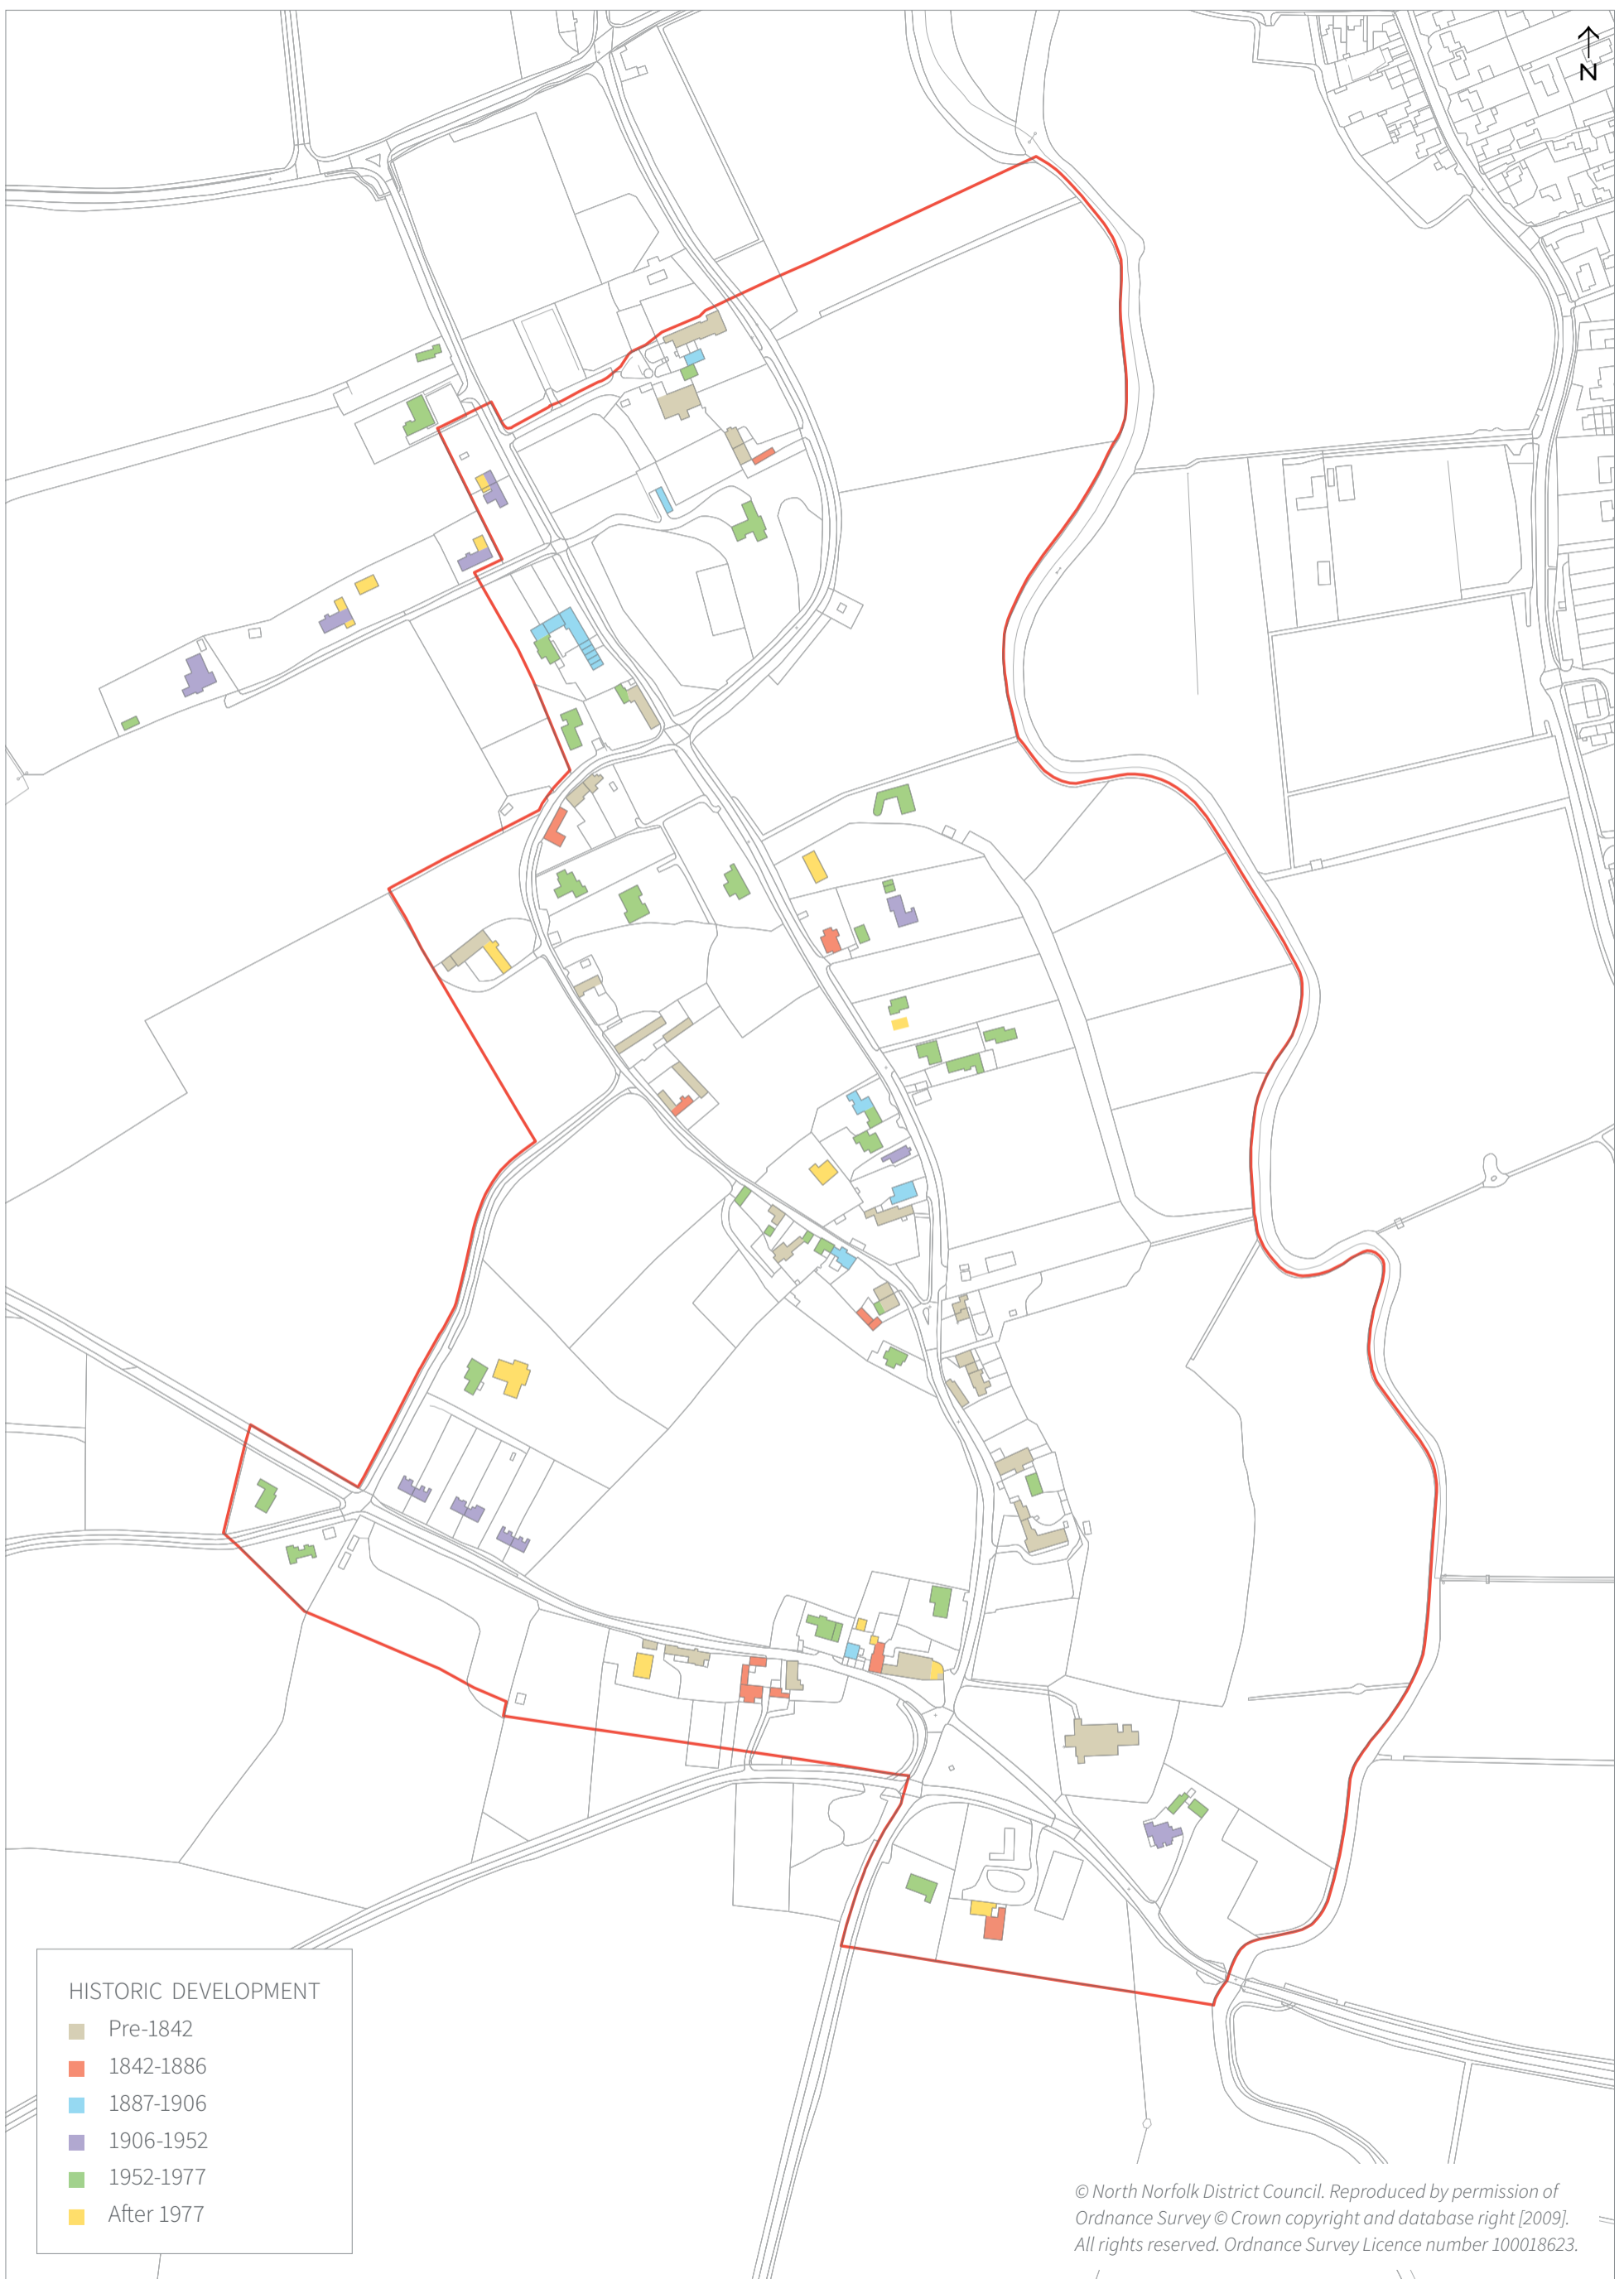 N
HISTORIC DEVELOPMENT
Pre-1842
1842-1886
1887-1906
1906-1952
1952-1977
After 1977
© North Norfolk District Council. Reproduced by permission of
Ordnance Survey © Crown copyright and database right [2009].
All rights reserved. Ordnance Survey Licence number 100018623.